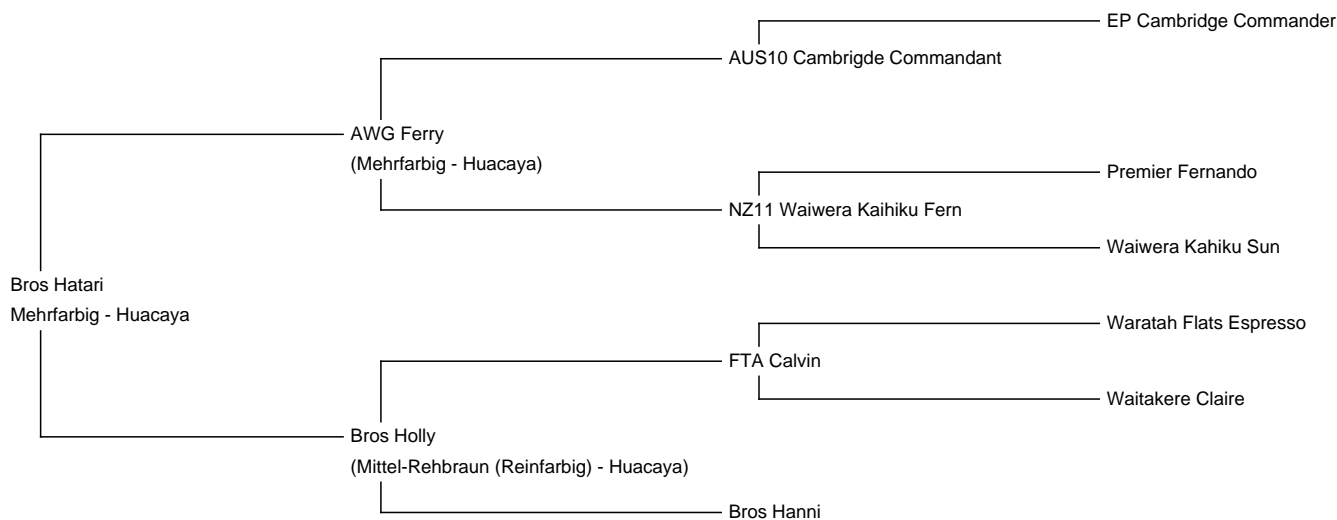 EP Cambridge Commander
AUS10 Cambrigde Commandant
AWG Ferry
(Mehrfarbig - Huacaya)
Premier Fernando
NZ11 Waiwera Kaihiku Fern
Waiwera Kahiku Sun
Bros Hatari
Mehrfarbig - Huacaya
Waratah Flats Espresso
FTA Calvin
Waitakere Claire
Bros Holly
(Mittel-Rehbraun (Reinfarbig) - Huacaya)
Bros Hanni